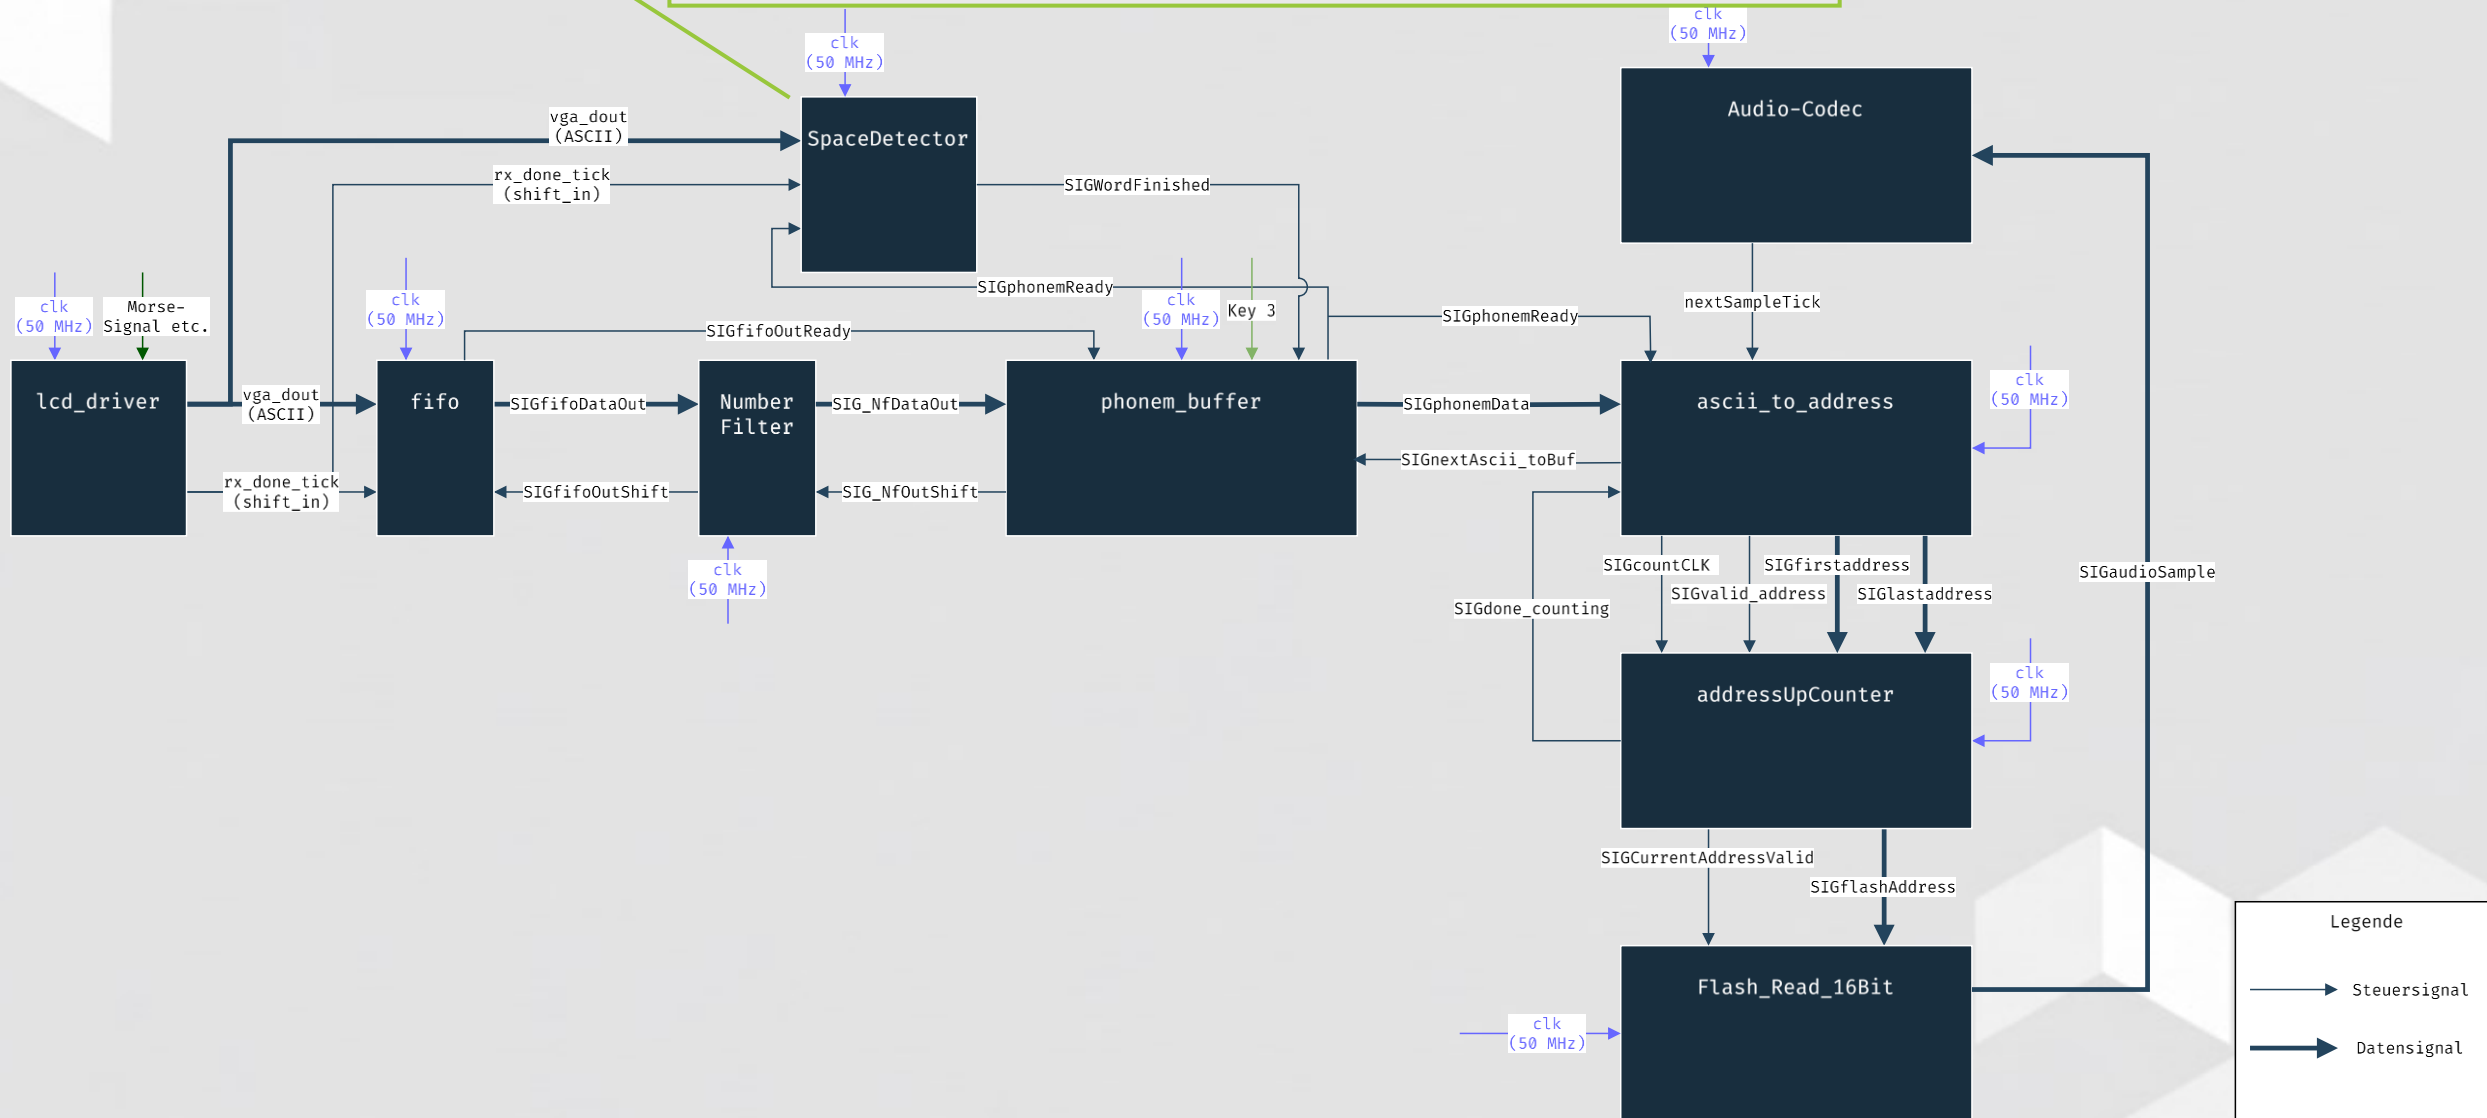 clk
(50 MHz)
clk
(50 MHz)
Audio-Codec
vga_dout
(ASCII)
SpaceDetector
rx_done_tick
(shift_in)
SIGWordFinished
SIGphonemReady
clk
(50 MHz)
Morse-
Signal etc.
clk
(50 MHz)
clk
(50 MHz)
Key 3
SIGphonemReady
nextSampleTick
SIGfifoOutReady
clk
(50 MHz)
lcd_driver
vga_dout
(ASCII)
fifo
SIGfifoDataOut
Number
Filter
SIG_NfDataOut
phonem_buffer
SIGphonemData
ascii_to_address
SIGnextAscii_toBuf
rx_done_tick
(shift_in)
SIGfifoOutShift
SIG_NfOutShift
clk
(50 MHz)
SIGcountCLK
SIGfirstaddress
SIGvalid_address
SIGlastaddress
SIGaudioSample
SIGdone_counting
addressUpCounter
clk
(50 MHz)
SIGCurrentAddressValid
SIGflashAddress
Flash_Read_16Bit
clk
(50 MHz)
Legende
Steuersignal
Datensignal